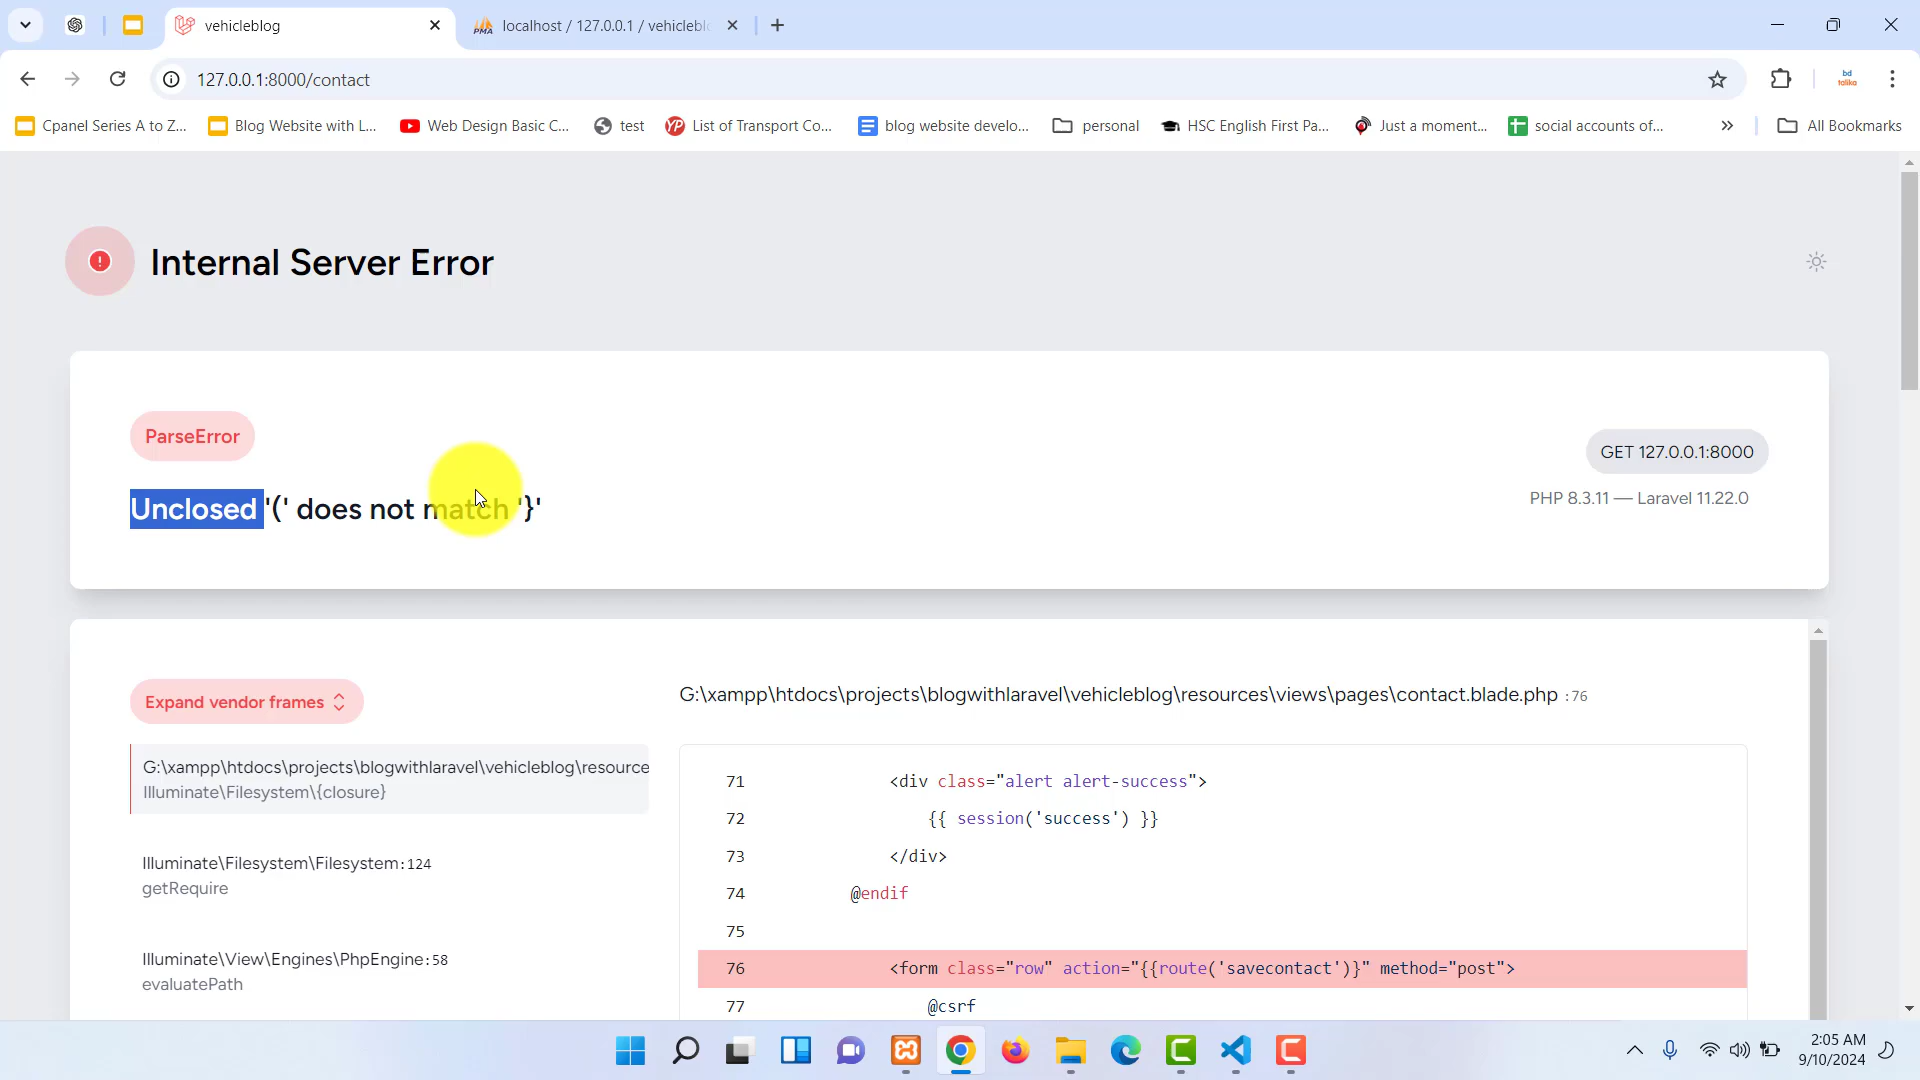 vehicleblog
PMA localhost / 127.0.0.1 / vehicleblo
127.0.0.1:8000/contact
bd
tolika
Cpanel Series A to Z... Blog Website with L... Web Design Basic C... test YP List of Transport Co... blog website develo... personal HSC English First Pa... Just a moment... social accounts of... » All Bookmarks
Internal Server Error
ParseError
GET 127.0.0.1:8000
Unclosed '(' does not match '}'
PHP 8.3.11 — Laravel 11.22.0
Expand vendor frames
G:\xampp\htdocs\projects\blogwithlaravel\vehicleblog\resources\views\pages\contact.blade.php :76
G:\xampp\htdocs\projects\blogwithlaravel\vehicleblog\resource
Illuminate\Filesystem\{closure}
Illuminate\Filesystem\Filesystem:124
getRequire
Illuminate\View\Engines\PhpEngine:58
evaluatePath
71 <div class="alert alert-success">
72 {{ session('success') }}
73 </div>
74 @endif
75
76 <form class="row" action="{{route('savecontact')}" method="post">
77 @csrf
2:05 AM
9/10/2024